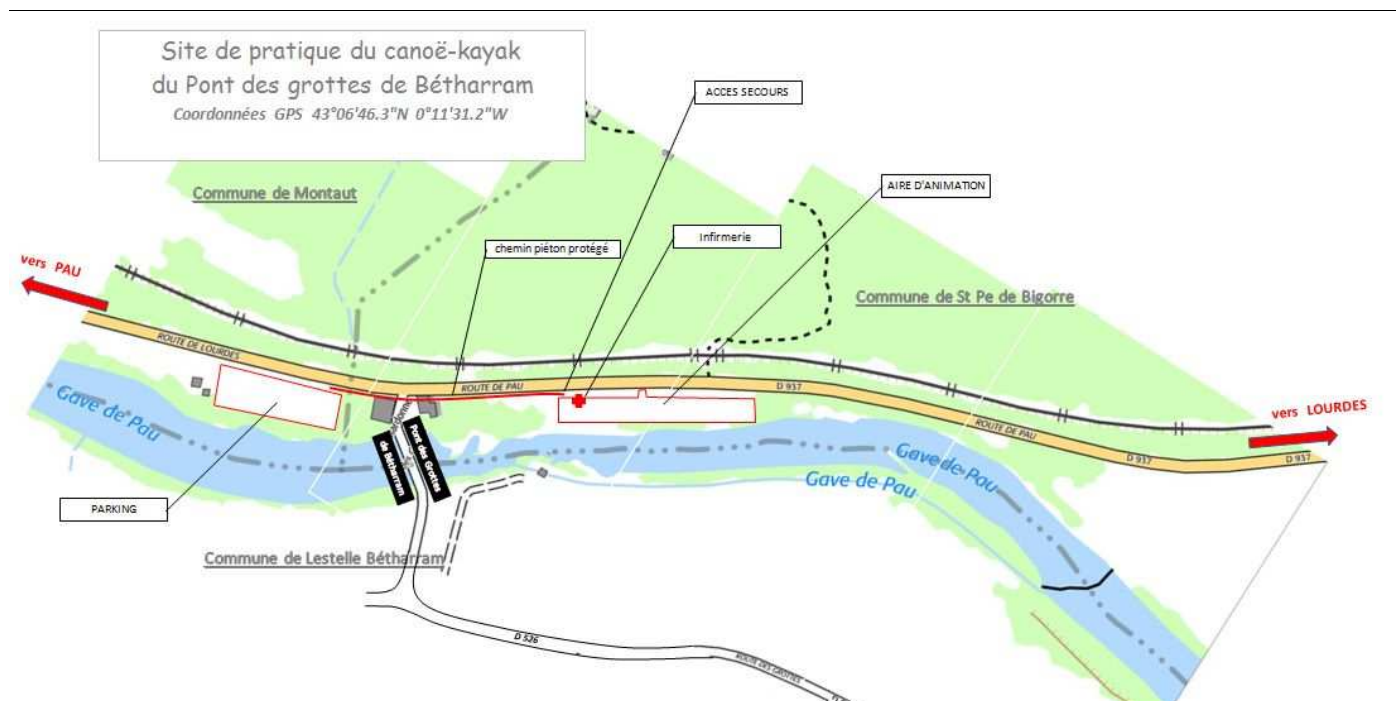 Site de pratique du canoë-kayak
du Pont des grottes de Bétharram
Coordonnées GPS 43°06'46.3"N 0°11'31.2"W
ACCES SECOURS
AIRE D'ANIMATION
Commune de Montaut
Infirmerie
chemin piéton protégé
vers PAU
Commune de St Pe de Bigorre
ROUTE DE LOURDES
ROUTE DE PAU
D 937
ROUTE DE PAU
vers LOURDES
D 937
D 937
Gave de Pau
Pont des Grottes
de Bétharram
Gave de Pau
Gave de Pau
PARKING
Commune de Lestelle Bétharram
D 526
ROUTE DES GROTTES